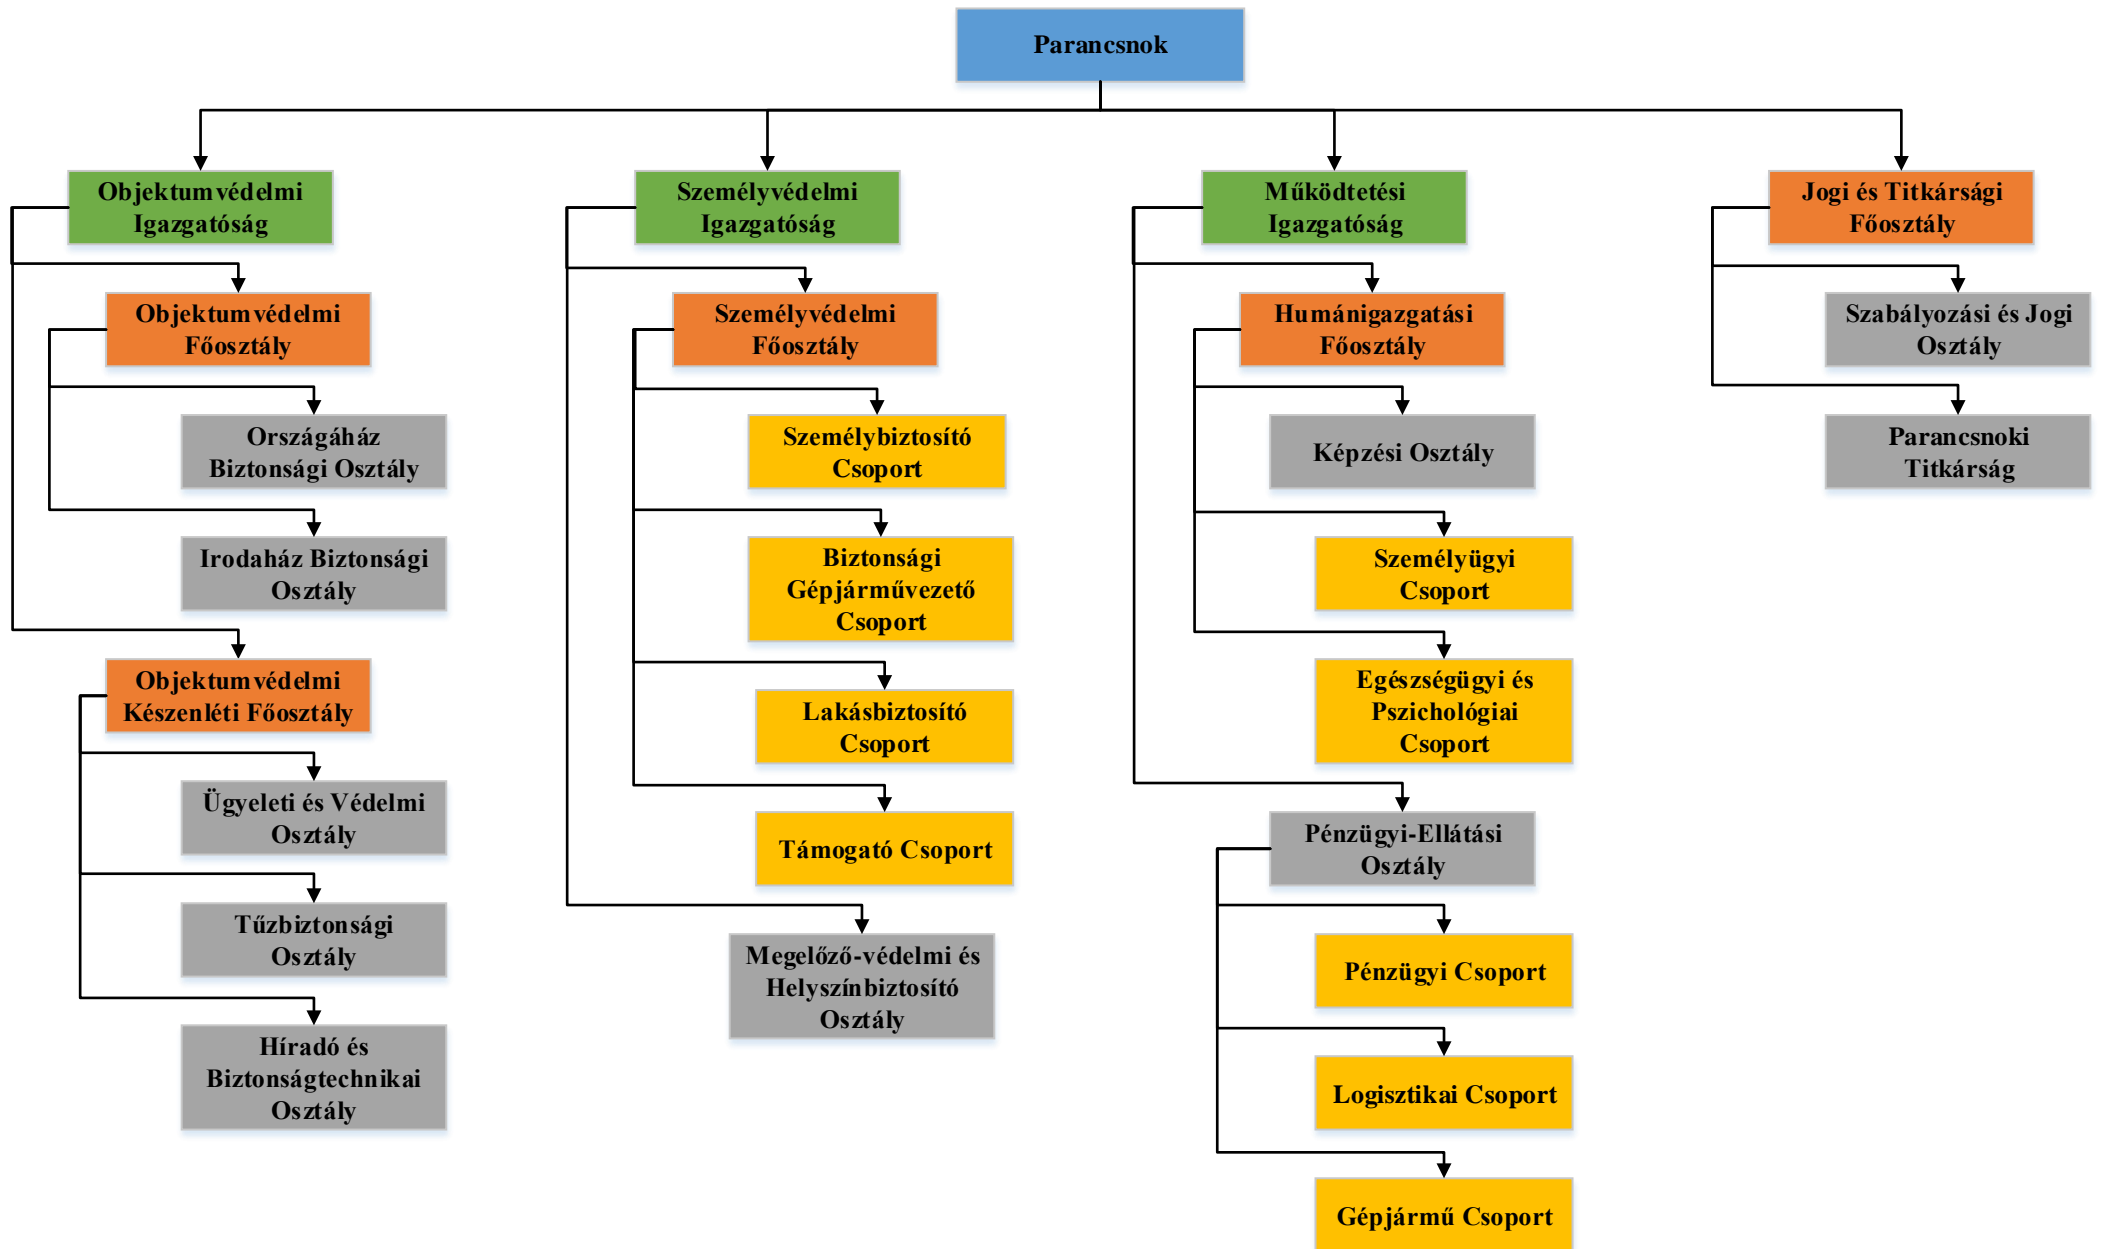 Parancsnok
Objektumvédelmi
Igazgatóság
Objektumvédelmi
Főosztály
Országáház
Biztonsági Osztály
Irodaház Biztonsági
Osztály
Objektumvédelmi
Készenléti Főosztály
Ügyeleti és Védelmi
Osztály
Tűzbiztonsági
Osztály
Híradó és
Biztonságtechnikai
Osztály
Személyvédelmi
Igazgatóság
Személyvédelmi
Főosztály
Személybiztosító
Csoport
Biztonsági
Gépjárművezető
Csoport
Lakásbiztosító
Csoport
Támogató Csoport
Megelőző-védelmi és
Helyszínbiztosító
Osztály
Működtetési
Igazgatóság
Humánigazgatási
Főosztály
Képzési Osztály
Személyügyi
Csoport
Egészségügyi és
Pszichológiai
Csoport
Pénzügyi-Ellátási
Osztály
Pénzügyi Csoport
Logisztikai Csoport
Gépjármű Csoport
Jogi és Titkársági
Főosztály
Szabályozási és Jogi
Osztály
Parancsnoki
Titkárság